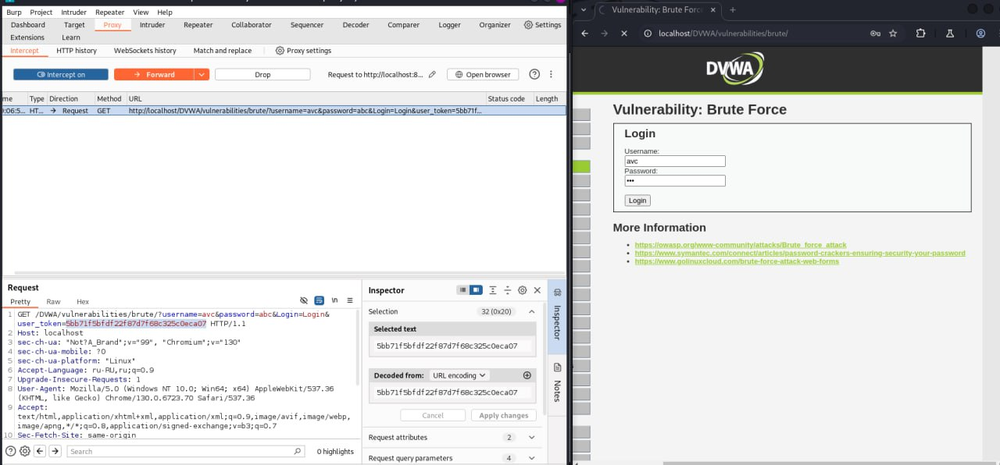 Burp Project Intruder Repeater View Help
Dashboard Target Proxy Intruder Repeater Collaborator Sequencer Decoder Comparer Logger Organizer Settings
Extensions Learn
Intercept HTTP history WebSockets history Match and replace Proxy settings
Intercept on Forward Drop Request to http://localhost:8... Open browser
me Type Direction Method URL Status code Length
0:06:5... HT... → Request GET http://localhost/DVWA/vulnerabilities/brute/?username=avc&password=abc&Login=Login&user_token=5bb71f...
Request
Pretty Raw Hex
\n
1 GET /DVWA/vulnerabilities/brute/?username=avc&password=abc&Login=Login&
user_token=5bb71f5bfdf22f87d7f68c325c0eca07 HTTP/1.1
2 Host: localhost
3 sec-ch-ua: "Not?A_Brand";v="99", "Chromium";v="130"
4 sec-ch-ua-mobile: ?0
5 sec-ch-ua-platform: "Linux"
6 Accept-Language: ru-RU,ru;q=0.9
7 Upgrade-Insecure-Requests: 1
8 User-Agent: Mozilla/5.0 (Windows NT 10.0; Win64; x64) AppleWebKit/537.36
(KHTML, like Gecko) Chrome/130.0.6723.70 Safari/537.36
9 Accept:
text/html,application/xhtml+xml,application/xml;q=0.9,image/avif,image/webp,
image/apng,*/*;q=0.8,application/signed-exchange;v=b3;q=0.7
10 Sec-Fetch-Site: same-origin
Search 0 highlights
Inspector
Selection 32 (0x20)
Selected text
5bb71f5bfdf22f87d7f68c325c0eca07
Decoded from: URL encoding
5bb71f5bfdf22f87d7f68c325c0eca07
Cancel Apply changes
Request attributes 2
Request query parameters 4
Inspector
Notes
Vulnerability: Brute Forc
localhost/DVWA/vulnerabilities/brute/
DVWA
Vulnerability: Brute Force
Login
Username:
avc
Password:
•••
Login
More Information
• https://owasp.org/www-community/attacks/Brute_force_attack
• https://www.symantec.com/connect/articles/password-crackers-ensuring-security-your-password
• https://www.golinuxcloud.com/brute-force-attack-web-forms